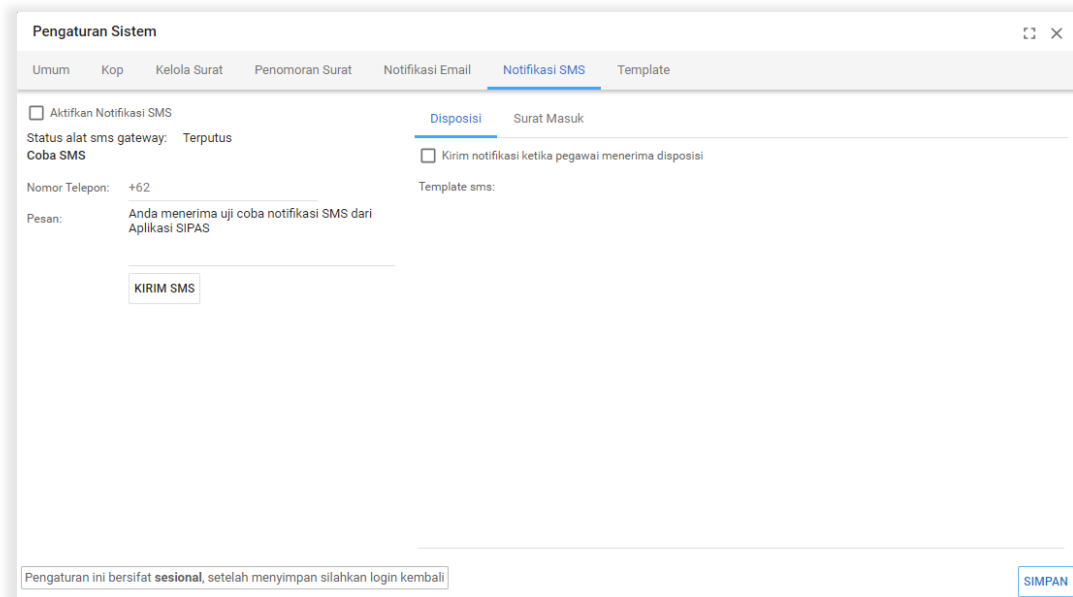 Pengaturan Sistem
Umum Kop Kelola Surat Penomoran Surat Notifikasi Email Notifikasi SMS Template
Aktifkan Notifikasi SMS
Status alat sms gateway: Terputus
Coba SMS
Nomor Telepon: +62
Pesan: Anda menerima uji coba notifikasi SMS dari
Aplikasi SIPAS
KIRIM SMS
Disposisi Surat Masuk
Kirim notifikasi ketika pegawai menerima disposisi
Template sms:
Pengaturan ini bersifat sesional, setelah menyimpan silahkan login kembali
SIMPAN